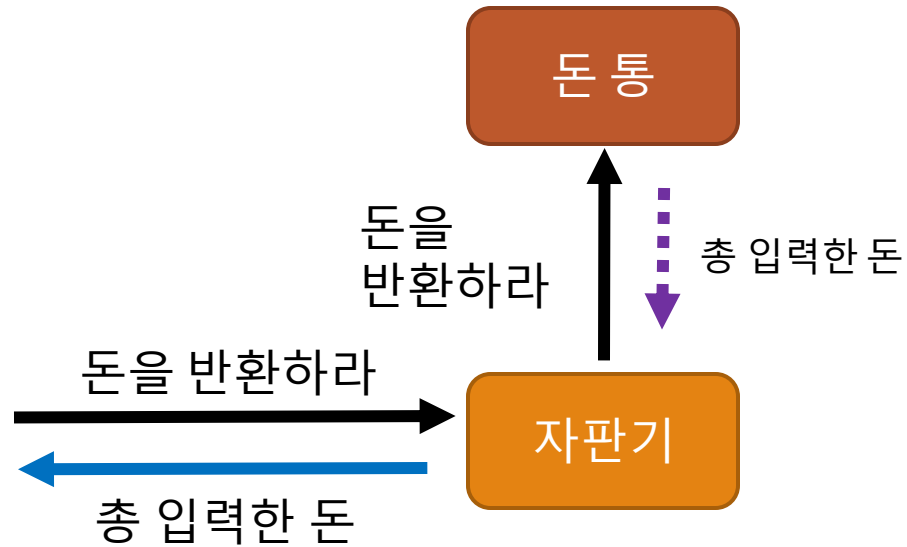 돈 통
돈을
반환하라
총 입력한 돈
돈을 반환하라
자판기
총 입력한 돈